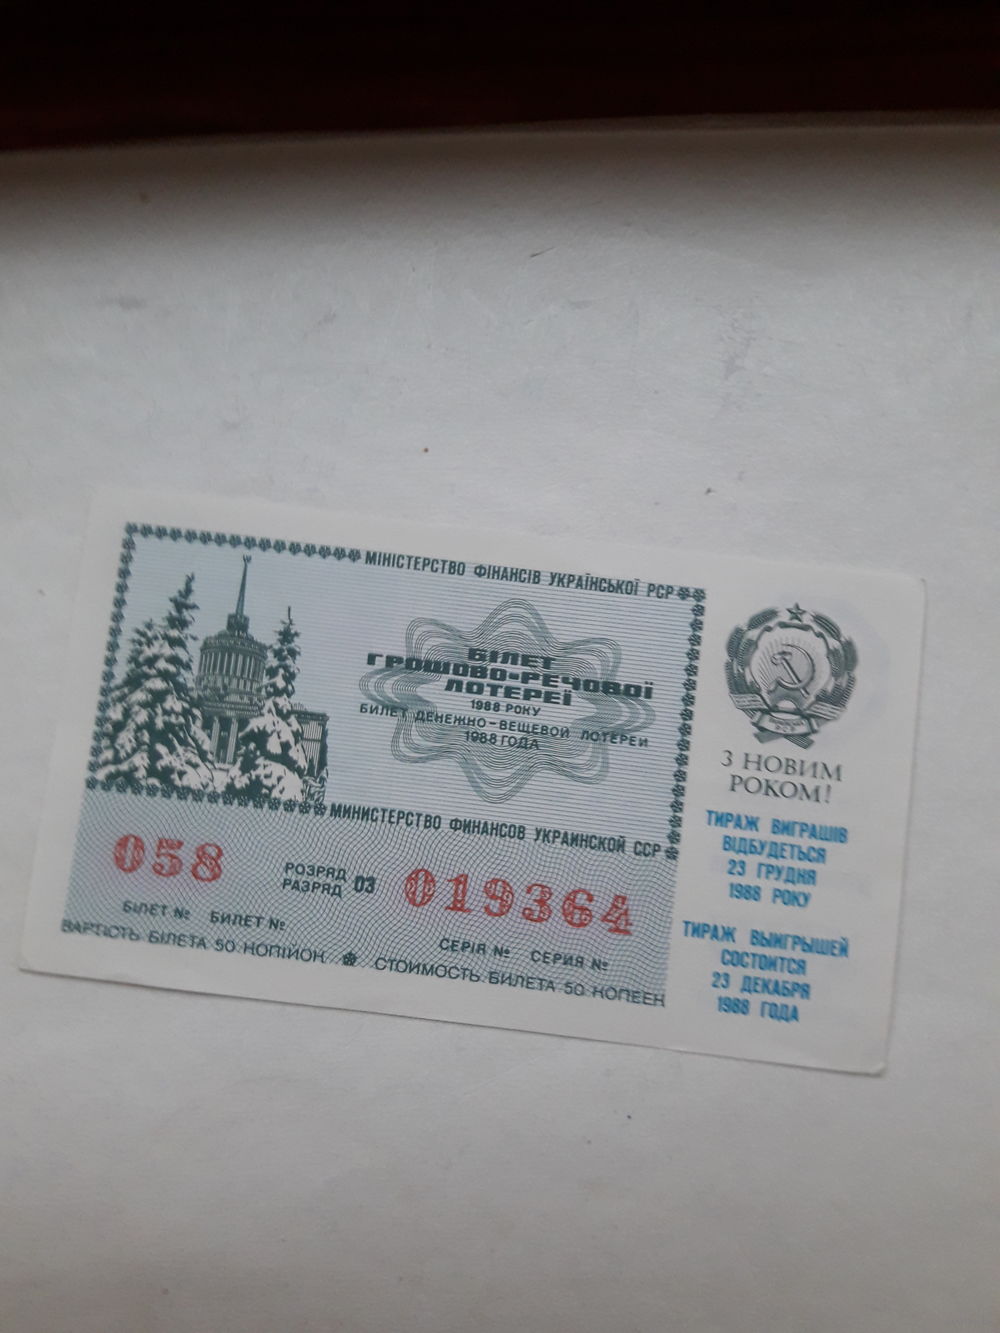 МІНІСТЕРСТВО ФІНАНСІВ УКРАЇНСЬКОЇ РСР
БІЛЕТ
ГРОШОВО-РЕЧОВОЇ
ЛОТЕРЕЇ
1988 РОКУ
БИЛЕТ ДЕНЕЖНО-ВЕЩЕВОЙ ЛОТЕРЕИ
1988 ГОДА
МИНИСТЕРСТВО ФИНАНСОВ УКРАИНСКОЙ ССР
058
РОЗРЯД
РАЗРЯД 03
019364
БІЛЕТ № БИЛЕТ №
СЕРІЯ № СЕРИЯ №
ВАРТІСТЬ БІЛЕТА 50 КОПІЙОК СТОИМОСТЬ БИЛЕТА 50 КОПЕЕК
З НОВИМ
РОКОМ!
ТИРАЖ ВИГРАШІВ
ВІДБУДЕТЬСЯ
23 ГРУДНЯ
1988 РОКУ
ТИРАЖ ВЫИГРЫШЕЙ
СОСТОИТСЯ
23 ДЕКАБРЯ
1988 ГОДА